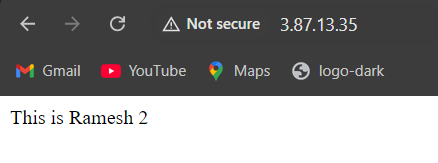 Not secure 3.87.13.35
Gmail YouTube Maps logo-dark
This is Ramesh 2